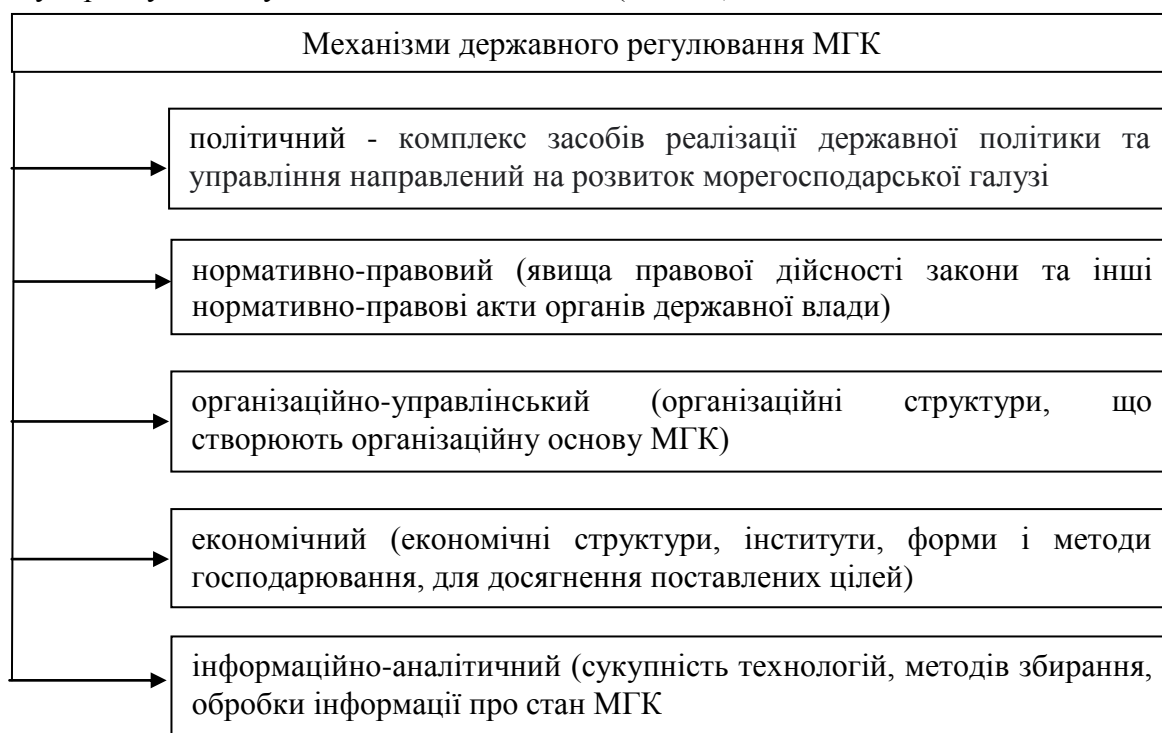 Механізми державного регулювання МГК
політичний - комплекс засобів реалізації державної політики та
управління направлений на розвиток морегосподарської галузі
нормативно-правовий (явища правової дійсності закони та інші
нормативно-правові акти органів державної влади)
організаційно-управлінський (організаційні структури, що
створюють організаційну основу МГК)
економічний (економічні структури, інститути, форми і методи
господарювання, для досягнення поставлених цілей)
інформаційно-аналітичний (сукупність технологій, методів збирання,
обробки інформації про стан МГК